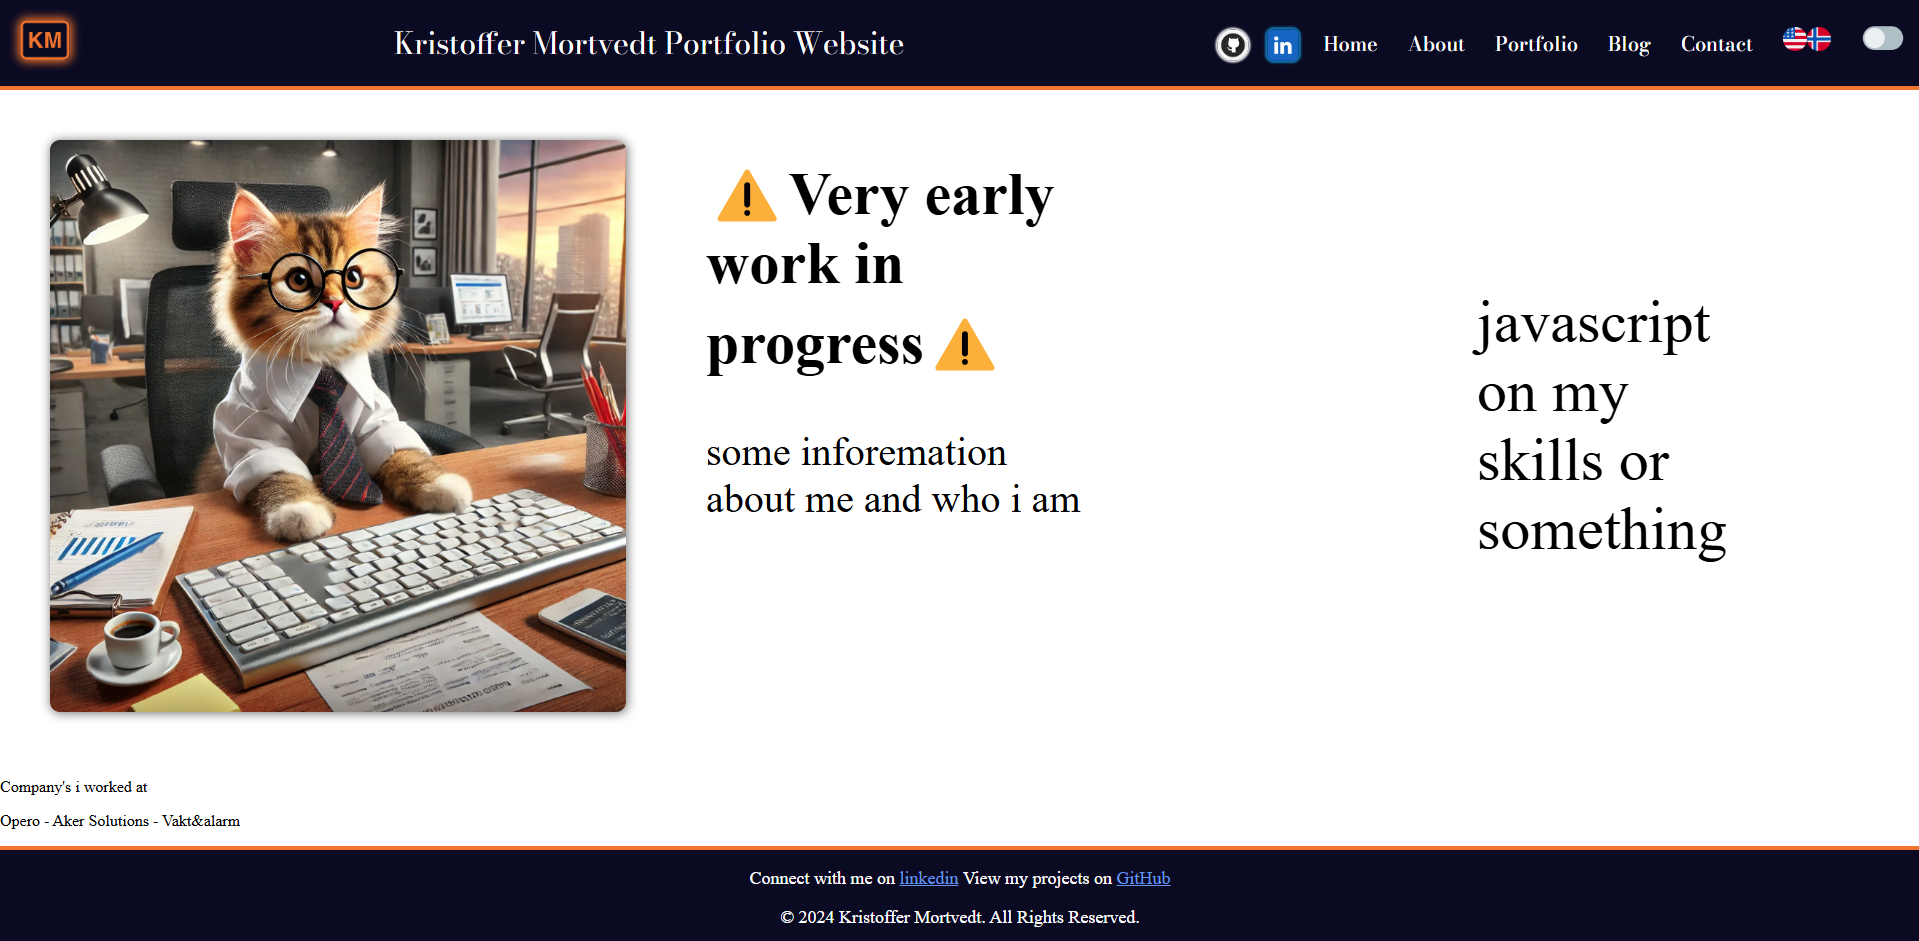 KM
Kristoffer Mortvedt Portfolio Website
in
Home
About
Portfolio
Blog
Contact
⚠ Very early
work in
progress ⚠
some inforemation
about me and who i am
javascript
on my
skills or
something
Company's i worked at
Opero - Aker Solutions - Vakt&alarm
Connect with me on linkedin View my projects on GitHub
© 2024 Kristoffer Mortvedt. All Rights Reserved.